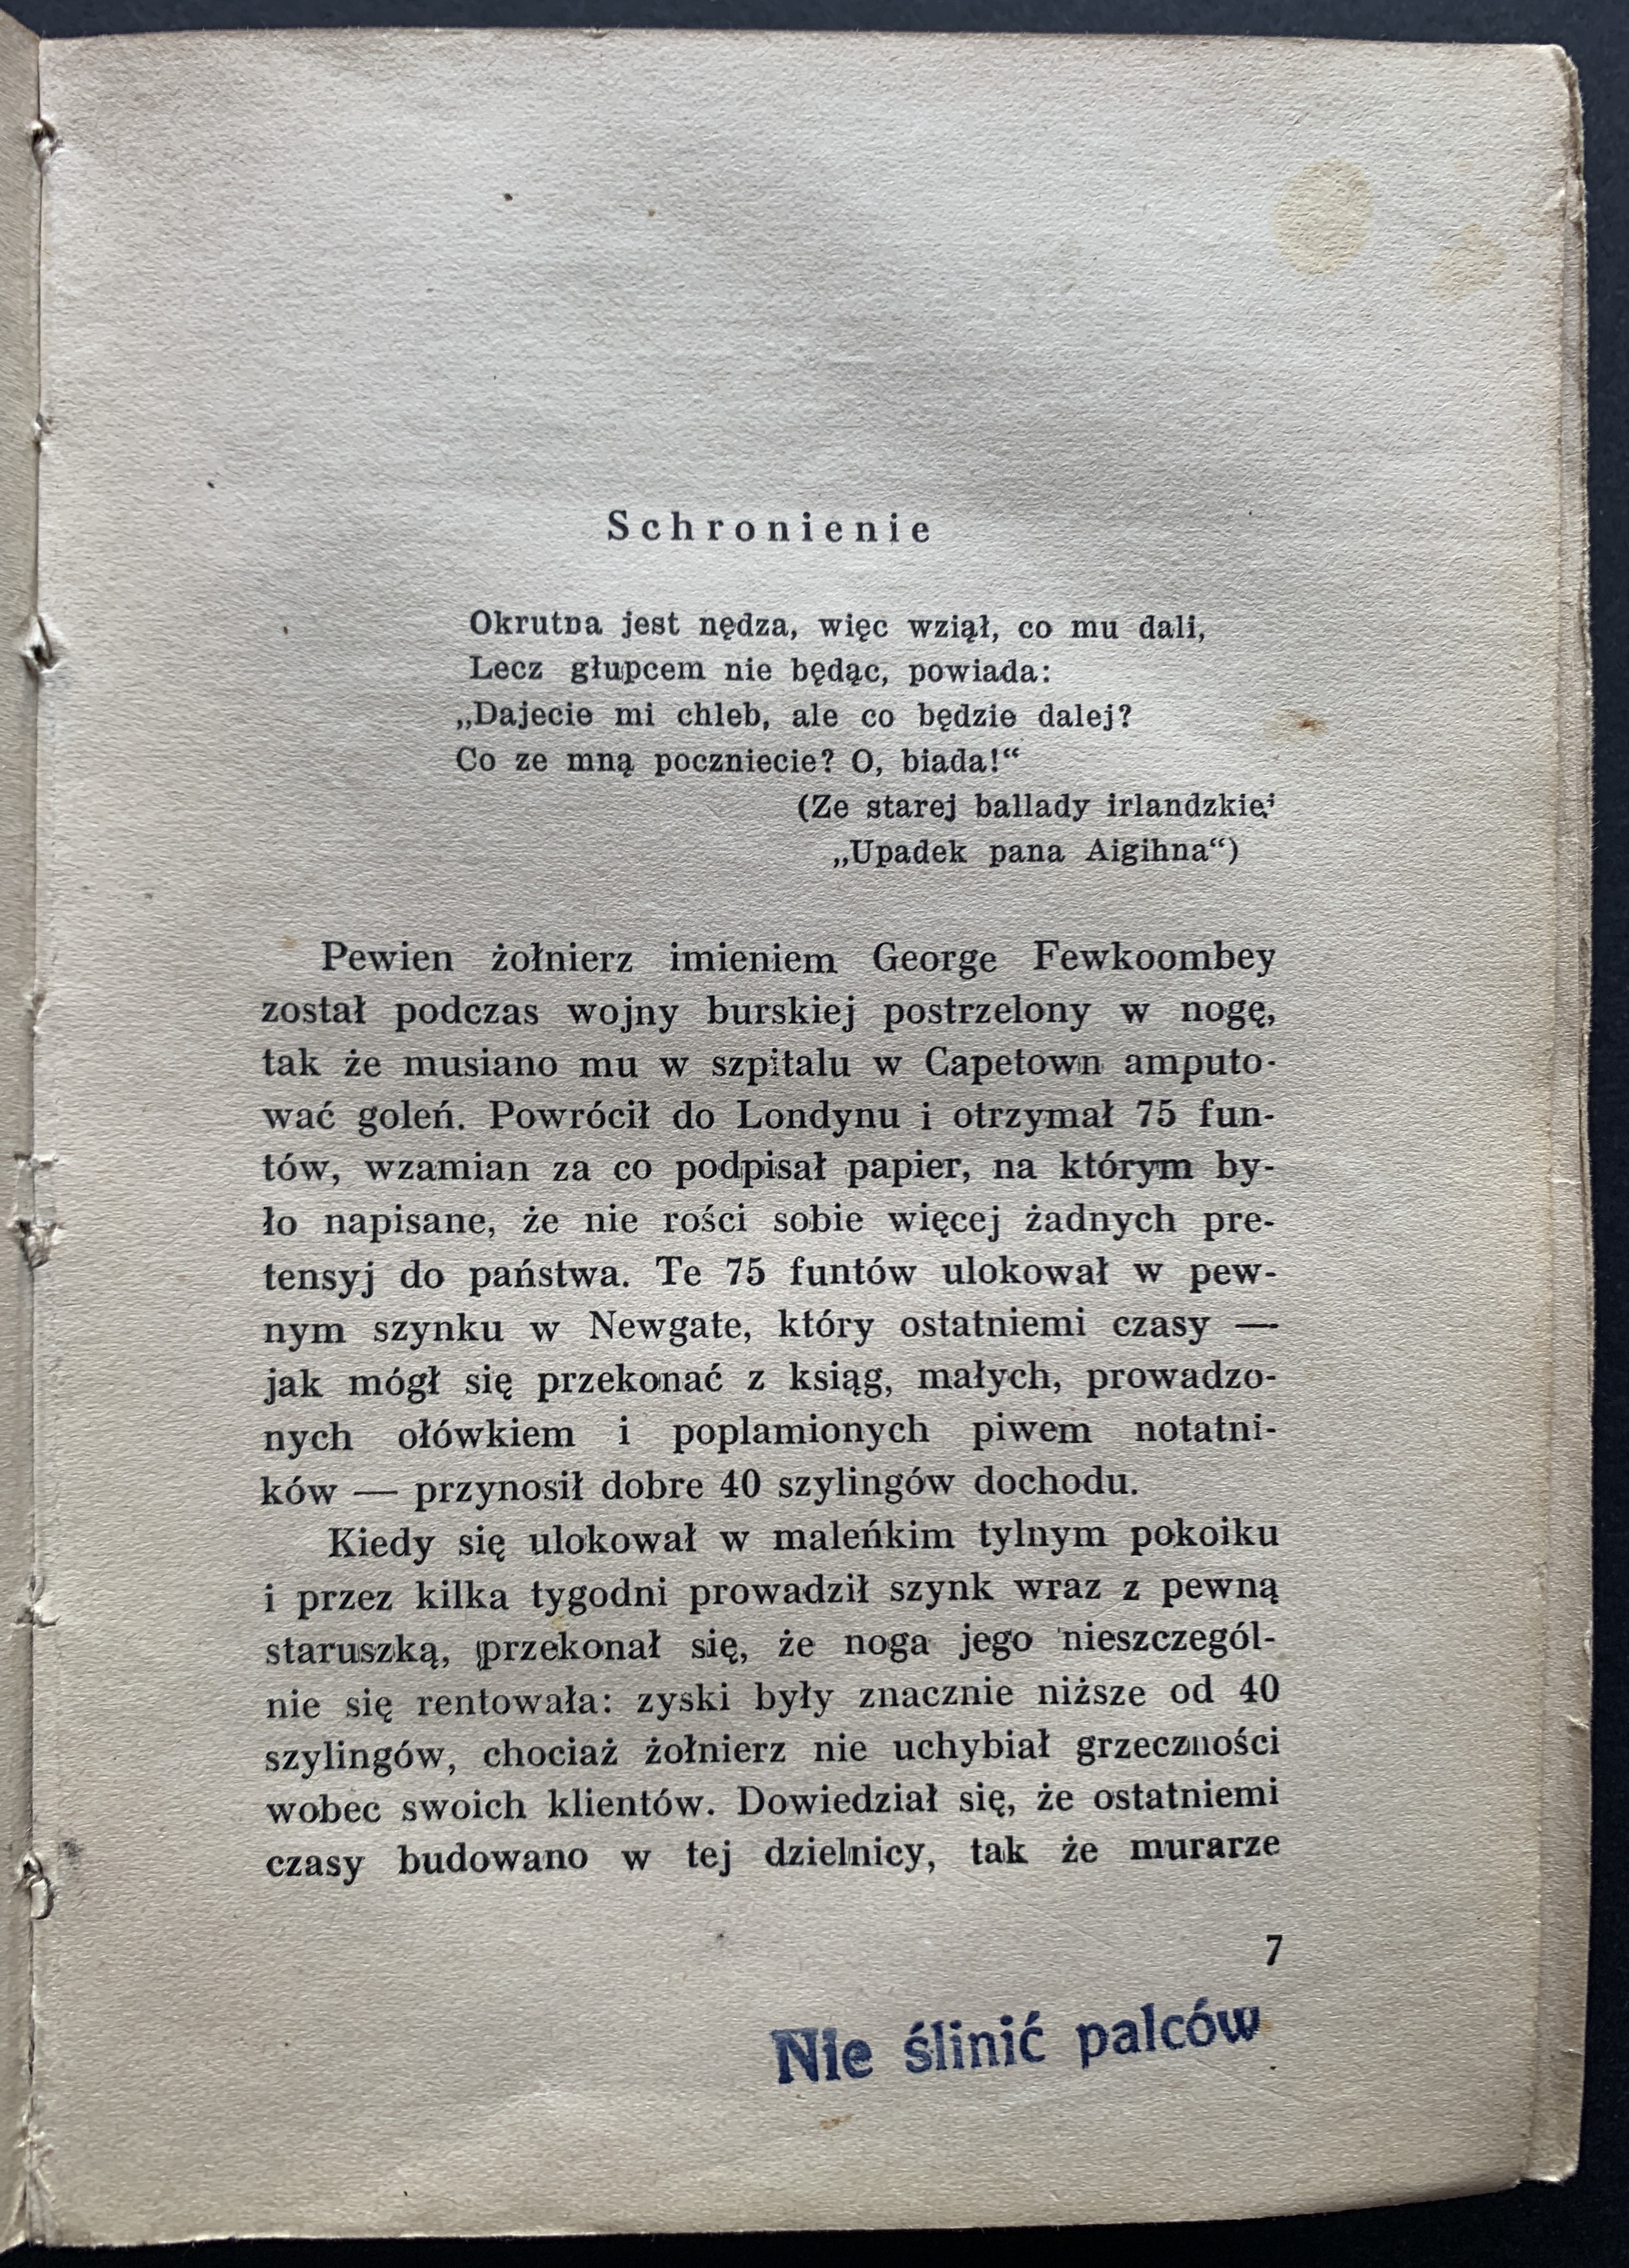 Schronienie
Okrutna jest nędza, więc wziął, co mu dali,
Lecz głupcem nie będąc, powiada:
„Dajecie mi chleb, ale co będzie dalej?
Co ze mną poczniecie? O, biada!“
(Ze starej ballady irlandzkiej
„Upadek pana Aigihna“)
Pewien żołnierz imieniem George Fewkoombey
został podczas wojny burskiej postrzelony w nogę,
tak że musiano mu w szpitalu w Capetown amputo-
wać goleń. Powrócił do Londynu i otrzymał 75 fun-
tów, wzamian za co podpisał papier, na którym by-
ło napisane, że nie rości sobie więcej żadnych pre-
tensyj do państwa. Te 75 funtów ulokował w pew-
nym szynku w Newgate, który ostatniemi czasy —
jak mógł się przekonać z ksiąg, małych, prowadzo-
nych ołówkiem i poplamionych piwem notatni-
ków — przynosił dobre 40 szylingów dochodu.
Kiedy się ulokował w maleńkim tylnym pokoiku
i przez kilka tygodni prowadził szynk wraz z pewną
staruszką, przekonał się, że noga jego nieszczegól-
nie się rentowała: zyski były znacznie niższe od 40
szylingów, chociaż żołnierz nie uchybiał grzeczności
wobec swoich klientów. Dowiedział się, że ostatniemi
czasy budowano w tej dzielnicy, tak że murarze
7
Nie ślinić palców